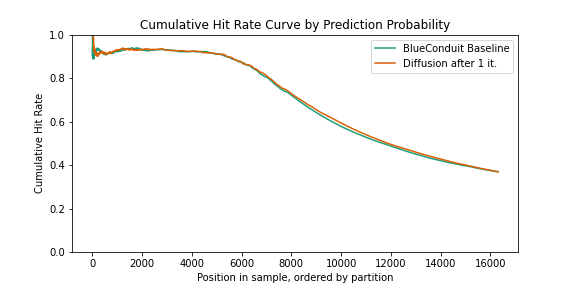 Cumulative Hit Rate Curve by Prediction Probability
BlueConduit Baseline
Diffusion after 1 it.
Cumulative Hit Rate
1.0
0.8
0.6
0.4
0.2
0.0
0 2000 4000 6000 8000 10000 12000 14000 16000
Position in sample, ordered by partition